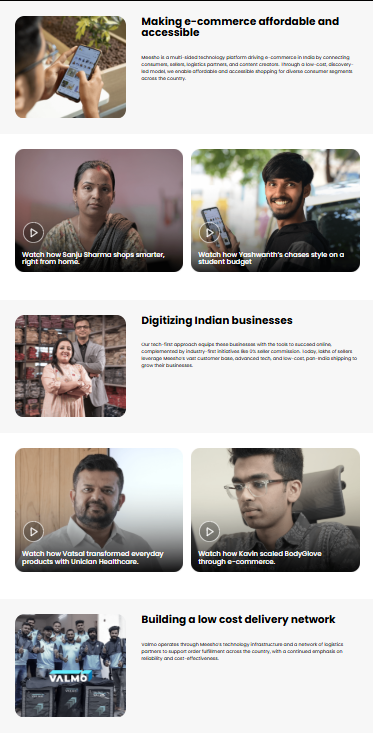 Making e-commerce affordable and
accessible
Meesho is a multi-sided technology platform driving e-commerce in India by connecting
consumers, sellers, logistics partners, and content creators. Through a low-cost, discovery-
led model, we enable affordable and accessible shopping for diverse consumer segments
across the country.
Watch how Sanju Sharma shops smarter,
right from home.
Watch how Yashwanth's chases style on a
student budget
Digitizing Indian businesses
Our tech-first approach equips these businesses with the tools to succeed online,
complemented by industry-first initiatives like 0% seller commission. Today, lakhs of sellers
leverage Meesho's vast customer base, advanced tech, and low-cost, pan-India shipping to
grow their businesses.
Watch how Vatsal transformed everyday
products with Uniclan Healthcare.
Watch how Kavin scaled BodyGlove
through e-commerce.
Building a low cost delivery network
Valmo operates through Meesho's technology infrastructure and a network of logistics
partners to support order fulfillment across the country, with a continued emphasis on
reliability and cost-effectiveness.
VALMO